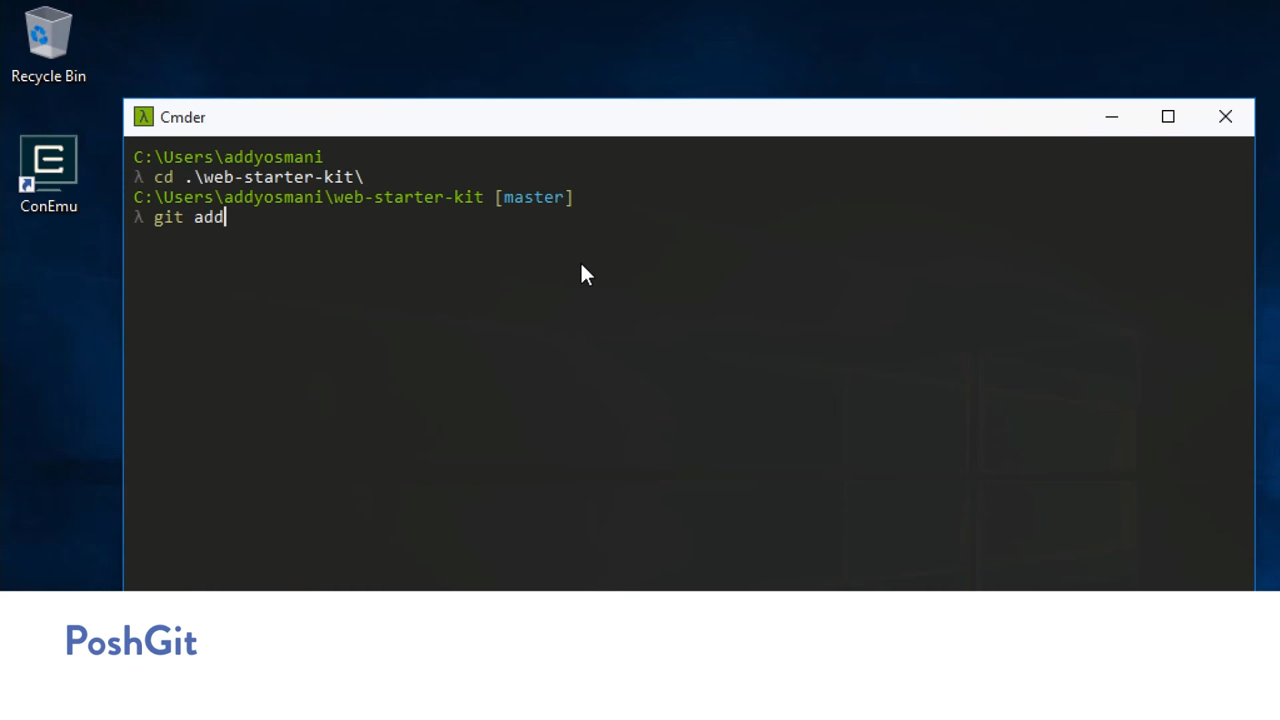 Recycle Bin
ConEmu
Cmder
C:\Users\addyosmani
λ cd .\web-starter-kit\
C:\Users\addyosmani\web-starter-kit [master]
λ git add
PoshGit